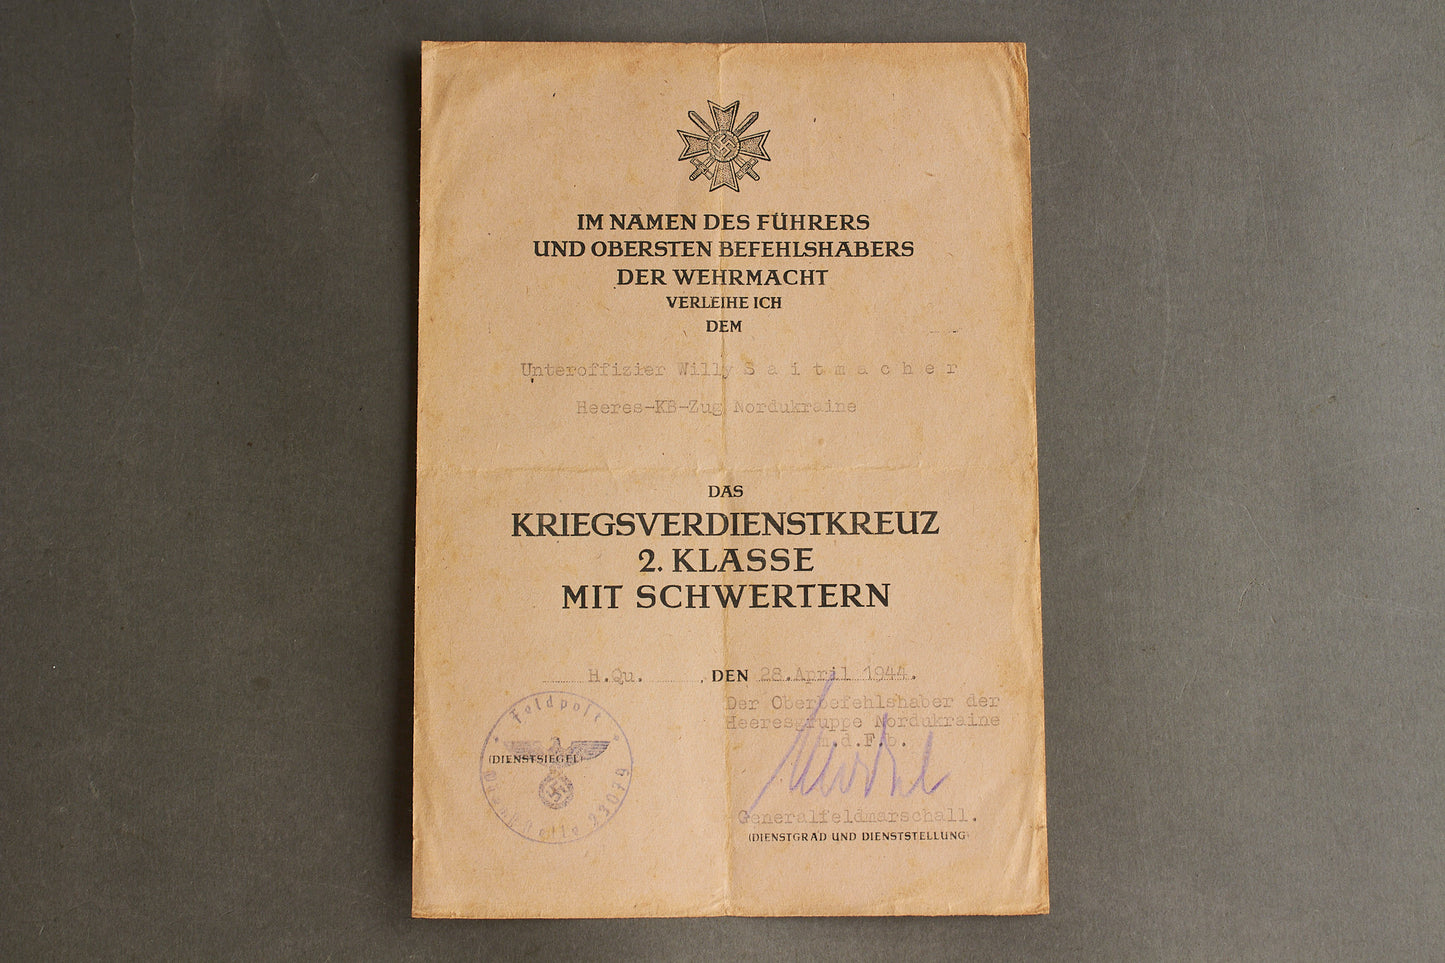 IM NAMEN DES FÜHRERS
UND OBERSTEN BEFEHLSHABERS
DER WEHRMACHT
VERLEIHE ICH
DEM
Unteroffizier Willy S a i t m a c h e r
Heeres-KB-Zug Nordukraine
DAS
KRIEGSVERDIENSTKREUZ
2. KLASSE
MIT SCHWERTERN
H.Qu. , DEN 28.April 1944.
Der Oberbefehlshaber der
Heeresgruppe Nordukraine
m.d.F.b.
Feldpost
(DIENSTSIEGEL)
Dienststelle 23079
Generalfeldmarschall.
(DIENSTGRAD UND DIENSTSTELLUNG)